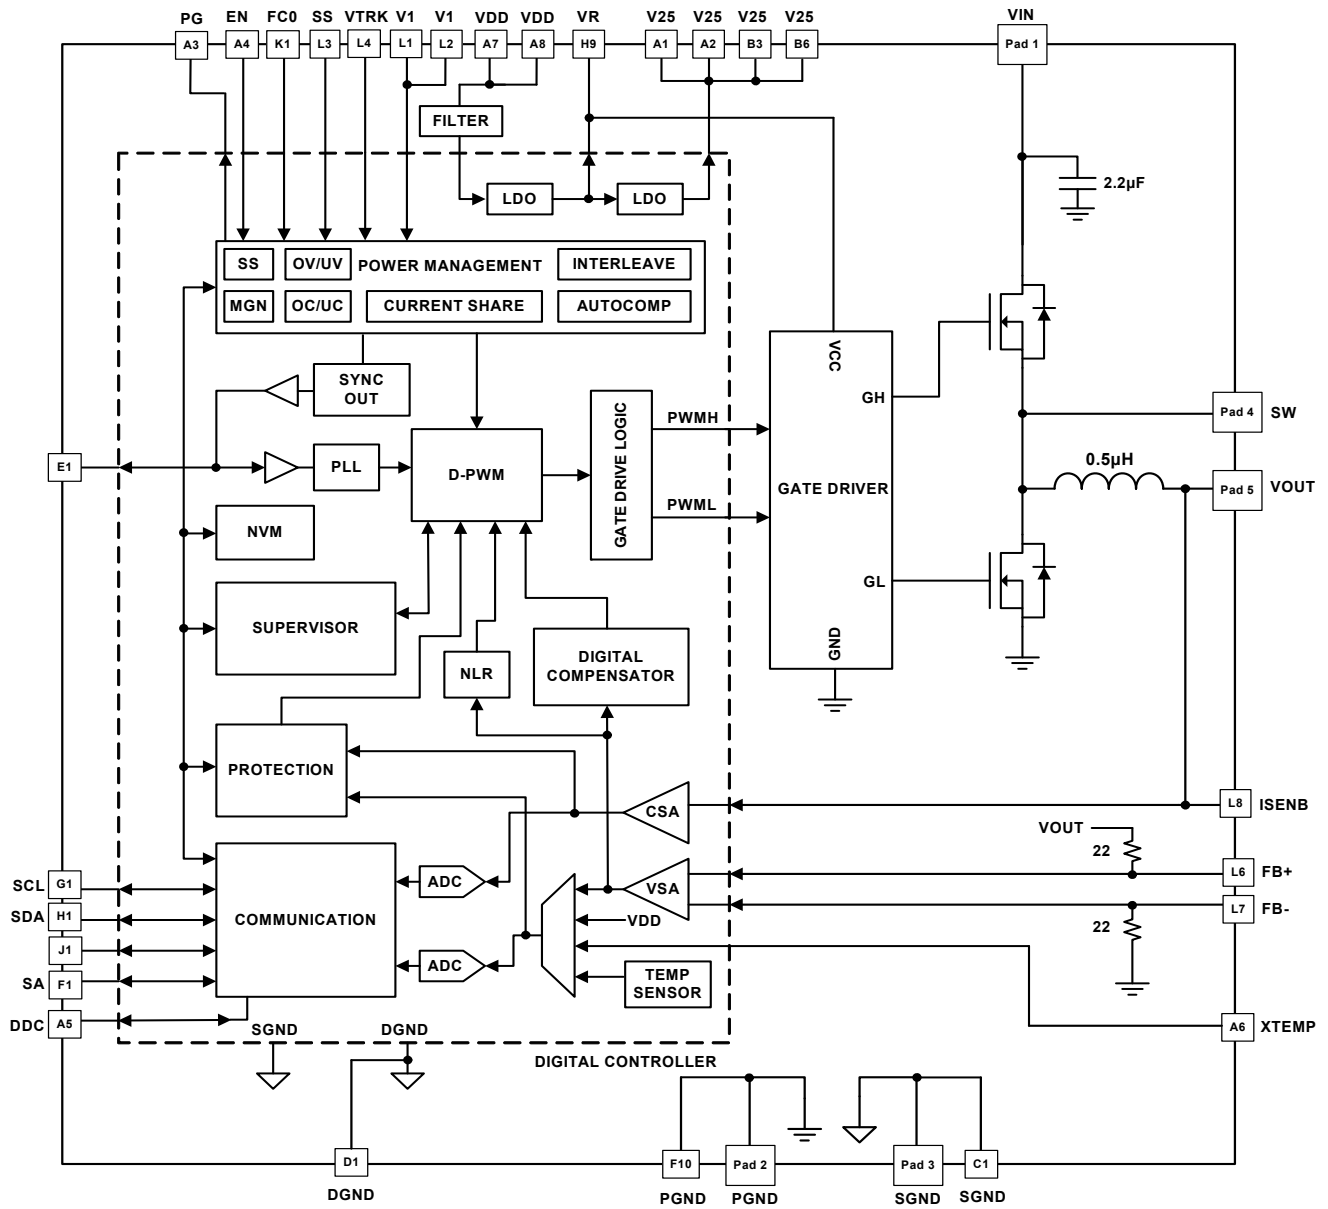 PG EN FC0 SS VTRK V1 V1 VDD VDD VR V25 V25 V25 V25 VIN
A3 A4 K1 L3 L4 L1 L2 A7 A8 H9 A1 A2 B3 B6 Pad 1
FILTER
LDO LDO
2.2µF
SS OV/UV POWER MANAGEMENT INTERLEAVE
MGN OC/UC CURRENT SHARE AUTOCOMP
SYNC
OUT
VCC
GH
PWMH
GATE DRIVE LOGIC
Pad 4 SW
E1
PLL
D-PWM
0.5µH
GATE DRIVER
Pad 5 VOUT
PWML
NVM
GL
SUPERVISOR
GND
NLR
DIGITAL
COMPENSATOR
PROTECTION
CSA
L8 ISENB
VOUT
22
SCL G1
ADC
VSA
L6 FB+
SDA H1
COMMUNICATION
VDD
L7 FB-
22
J1
SA F1
ADC
TEMP
SENSOR
DDC A5
SGND DGND
A6 XTEMP
DIGITAL CONTROLLER
D1 F10 Pad 2 Pad 3 C1
DGND PGND PGND SGND SGND